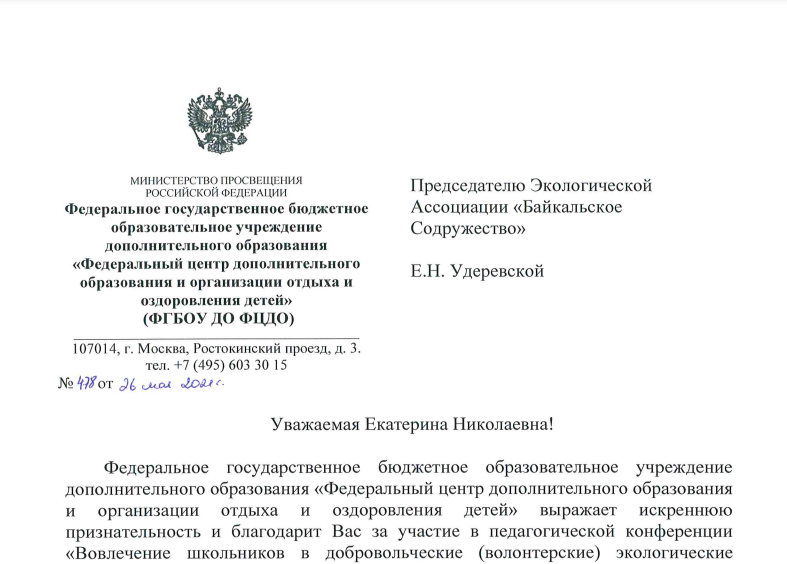 МИНИСТЕРСТВО ПРОСВЕЩЕНИЯ
РОССИЙСКОЙ ФЕДЕРАЦИИ
Федеральное государственное бюджетное
образовательное учреждение
дополнительного образования
«Федеральный центр дополнительного
образования и организации отдыха и
оздоровления детей»
(ФГБОУ ДО ФЦДО)
107014, г. Москва, Ростокинский проезд, д. 3.
тел. +7 (495) 603 30 15
№ 478 от 26 мая 2021 г.
Председателю Экологической
Ассоциации «Байкальское
Содружество»
Е.Н. Удеревской
Уважаемая Екатерина Николаевна!
Федеральное государственное бюджетное образовательное учреждение
дополнительного образования «Федеральный центр дополнительного образования
и организации отдыха и оздоровления детей» выражает искреннюю
признательность и благодарит Вас за участие в педагогической конференции
«Вовлечение школьников в добровольческие (волонтерские) экологические